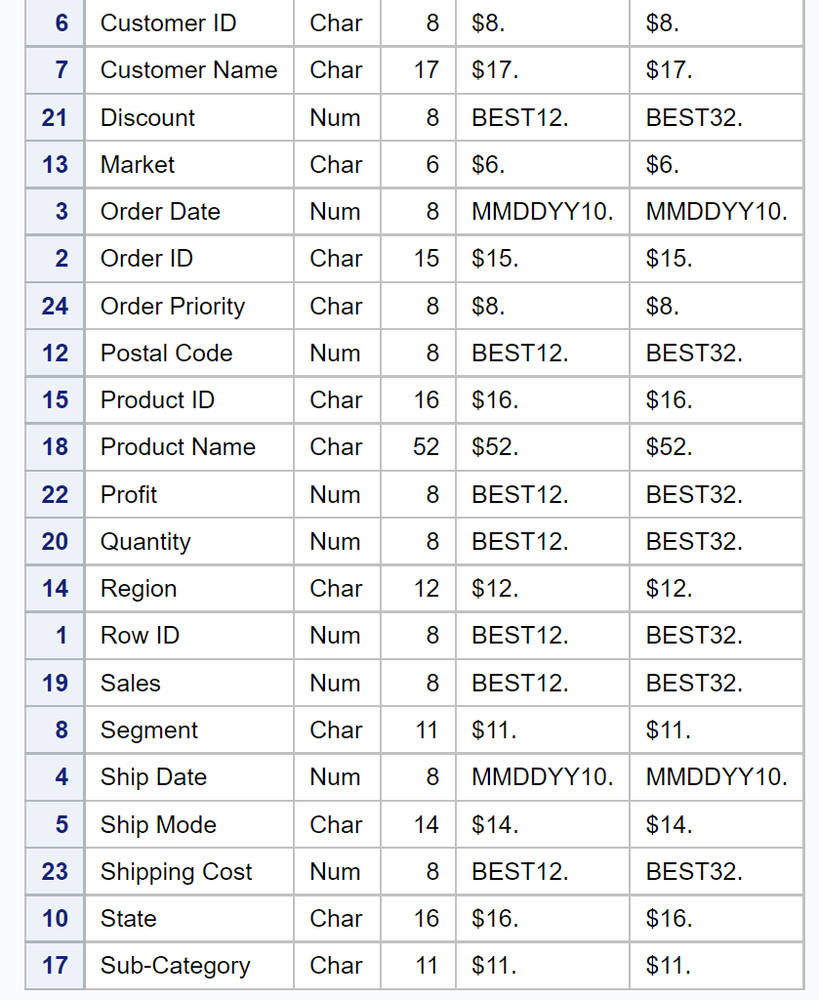 6 Customer ID Char 8 $8. $8.
7 Customer Name Char 17 $17. $17.
21 Discount Num 8 BEST12. BEST32.
13 Market Char 6 $6. $6.
3 Order Date Num 8 MMDDYY10. MMDDYY10.
2 Order ID Char 15 $15. $15.
24 Order Priority Char 8 $8. $8.
12 Postal Code Num 8 BEST12. BEST32.
15 Product ID Char 16 $16. $16.
18 Product Name Char 52 $52. $52.
22 Profit Num 8 BEST12. BEST32.
20 Quantity Num 8 BEST12. BEST32.
14 Region Char 12 $12. $12.
1 Row ID Num 8 BEST12. BEST32.
19 Sales Num 8 BEST12. BEST32.
8 Segment Char 11 $11. $11.
4 Ship Date Num 8 MMDDYY10. MMDDYY10.
5 Ship Mode Char 14 $14. $14.
23 Shipping Cost Num 8 BEST12. BEST32.
10 State Char 16 $16. $16.
17 Sub-Category Char 11 $11. $11.